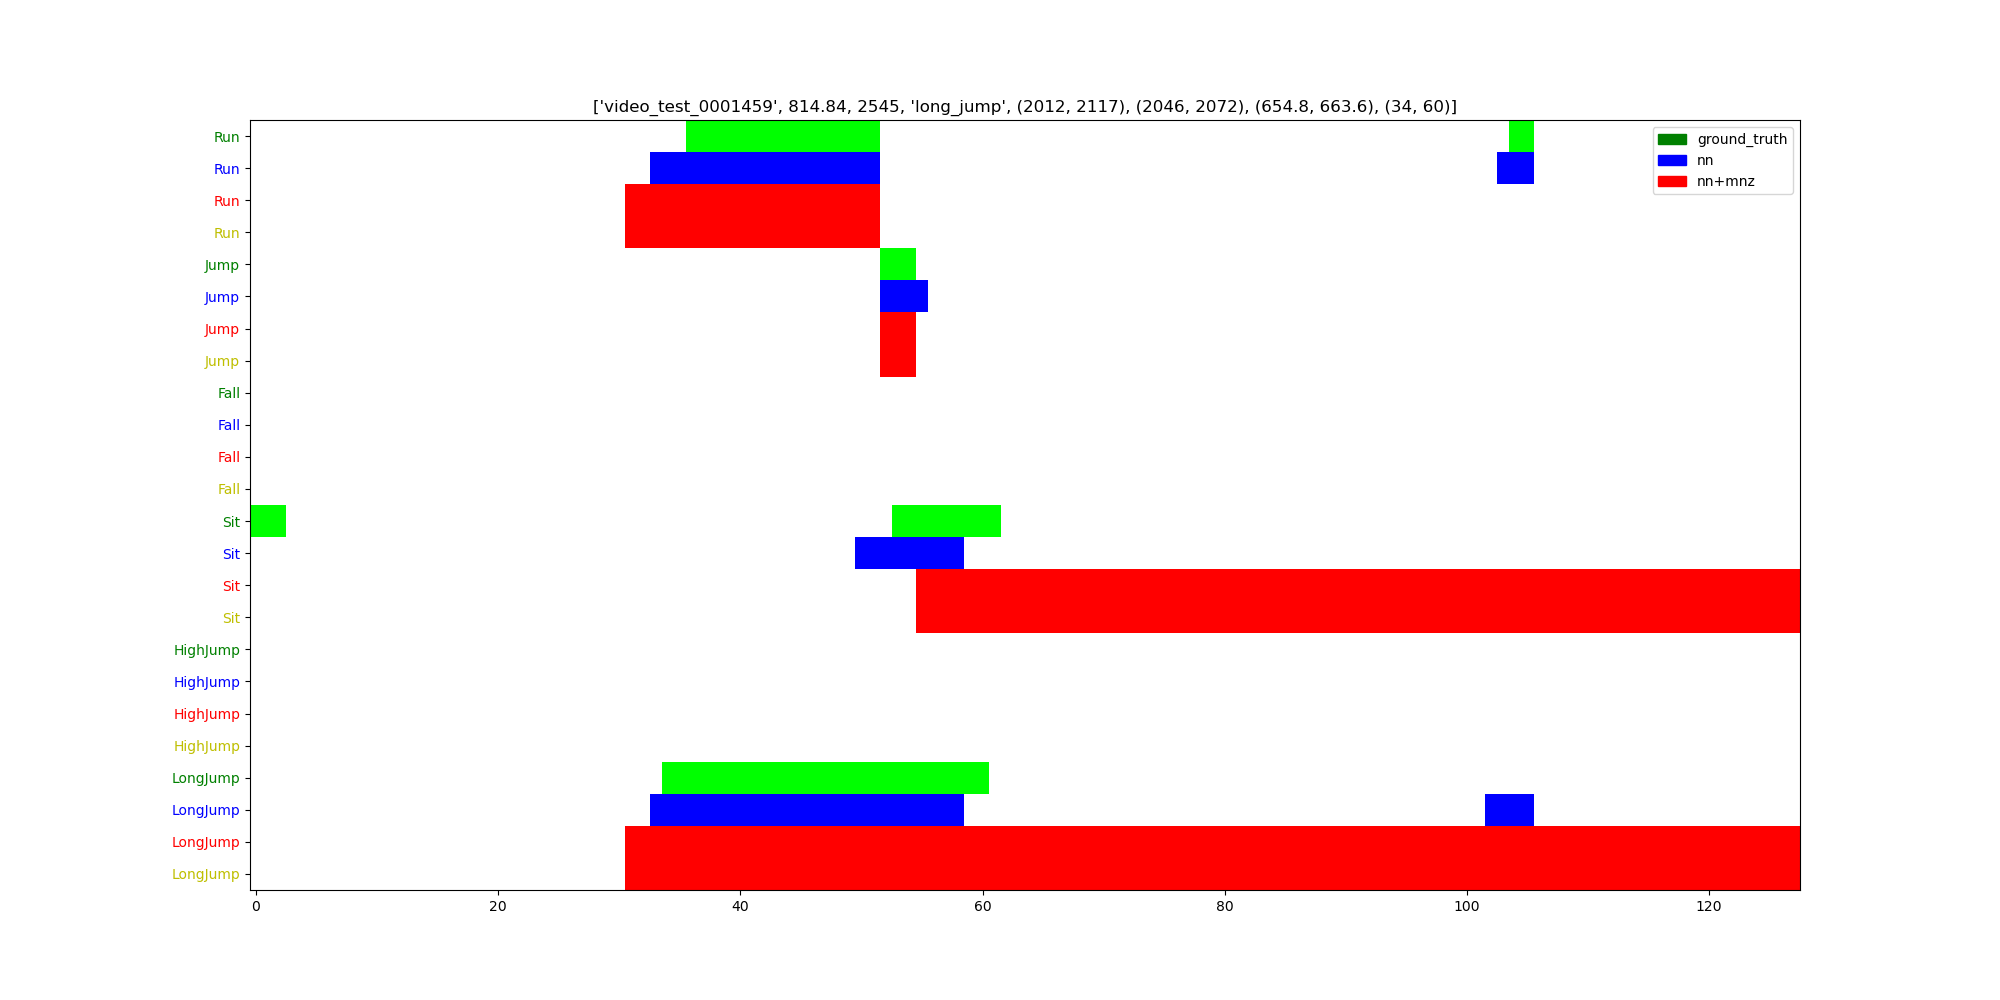 ['video_test_0001459', 814.84, 2545, 'long_jump', (2012, 2117), (2046, 2072), (654.8, 663.6), (34, 60)]
ground_truth
nn
nn+mnz
Run
Run
Run
Run
Jump
Jump
Jump
Jump
Fall
Fall
Fall
Fall
Sit
Sit
Sit
Sit
HighJump
HighJump
HighJump
HighJump
LongJump
LongJump
LongJump
LongJump
0 20 40 60 80 100 120